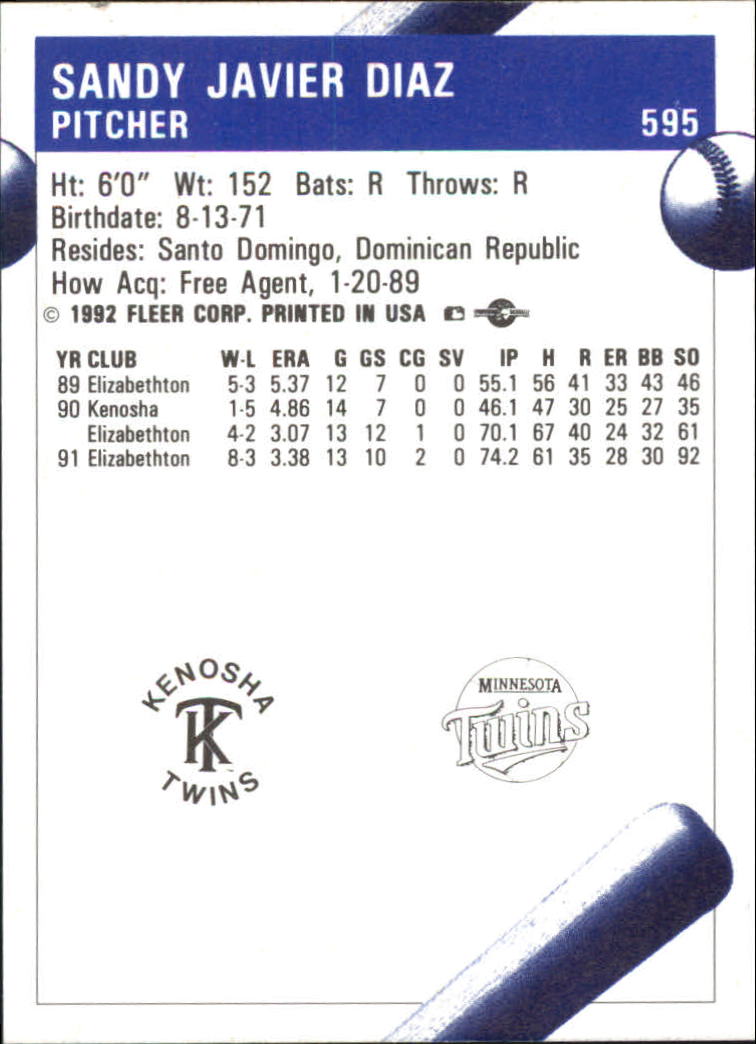 SANDY JAVIER DIAZ
PITCHER 595
Ht: 6'0" Wt: 152 Bats: R Throws: R
Birthdate: 8-13-71
Resides: Santo Domingo, Dominican Republic
How Acq: Free Agent, 1-20-89
© 1992 FLEER CORP. PRINTED IN USA
YR CLUB W-L ERA G GS CG SV IP H R ER BB SO
89 Elizabethton 5-3 5.37 12 7 0 0 55.1 56 41 33 43 46
90 Kenosha 1-5 4.86 14 7 0 0 46.1 47 30 25 27 35
Elizabethton 4-2 3.07 13 12 1 0 70.1 67 40 24 32 61
91 Elizabethton 8-3 3.38 13 10 2 0 74.2 61 35 28 30 92
KENOSHA
TK
TWINS
MINNESOTA
Twins